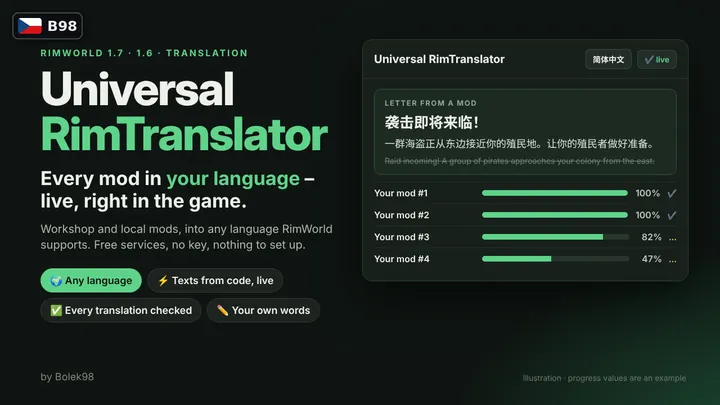 B98
RIMWORLD 1.7 · 1.6 · TRANSLATION
Universal
RimTranslator
Every mod in your language –
live, right in the game.
Workshop and local mods, into any language RimWorld
supports. Free services, no key, nothing to set up.
🌍 Any language
⚡ Texts from code, live
✅ Every translation checked
✏️ Your own words
by Bolek98
Universal RimTranslator
简体中文
✔ live
LETTER FROM A MOD
袭击即将来临！
一群海盗正从东边接近你的殖民地。让你的殖民者做好准备。
Raid incoming! A group of pirates approaches your colony from the east.
Your mod #1 100% ✔
Your mod #2 100% ✔
Your mod #3 82% ...
Your mod #4 47% ...
Illustration · progress values are an example